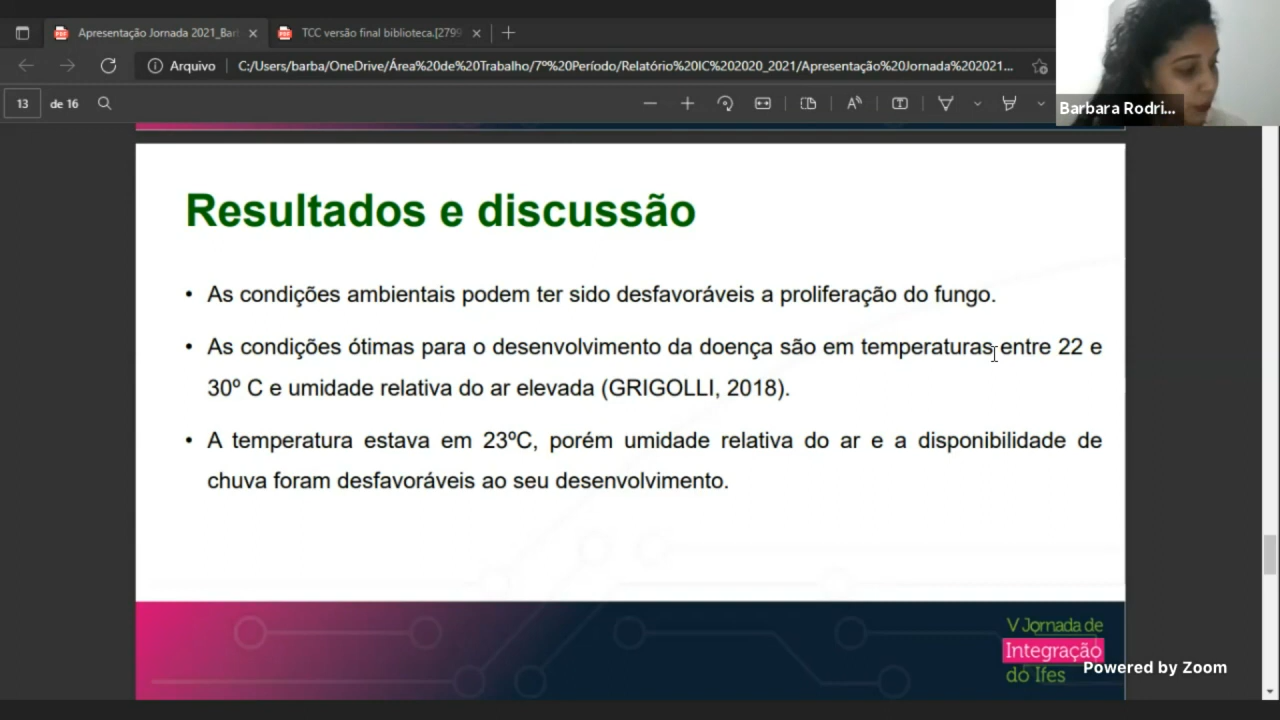 Apresentação Jornada 2021_Bar
TCC versão final biblioteca.[2799
Arquivo
C:/Users/barba/OneDrive/Área%20de%20Trabalho/7º%20Período/Relatório%20IC%202020_2021/Apresentação%20Jornada%202021...
13 de 16
Barbara Rodri...
Resultados e discussão
• As condições ambientais podem ter sido desfavoráveis a proliferação do fungo.
• As condições ótimas para o desenvolvimento da doença são em temperaturas entre 22 e
30º C e umidade relativa do ar elevada (GRIGOLLI, 2018).
• A temperatura estava em 23ºC, porém umidade relativa do ar e a disponibilidade de
chuva foram desfavoráveis ao seu desenvolvimento.
V Jornada de
Integração
do Ifes
Powered by Zoom